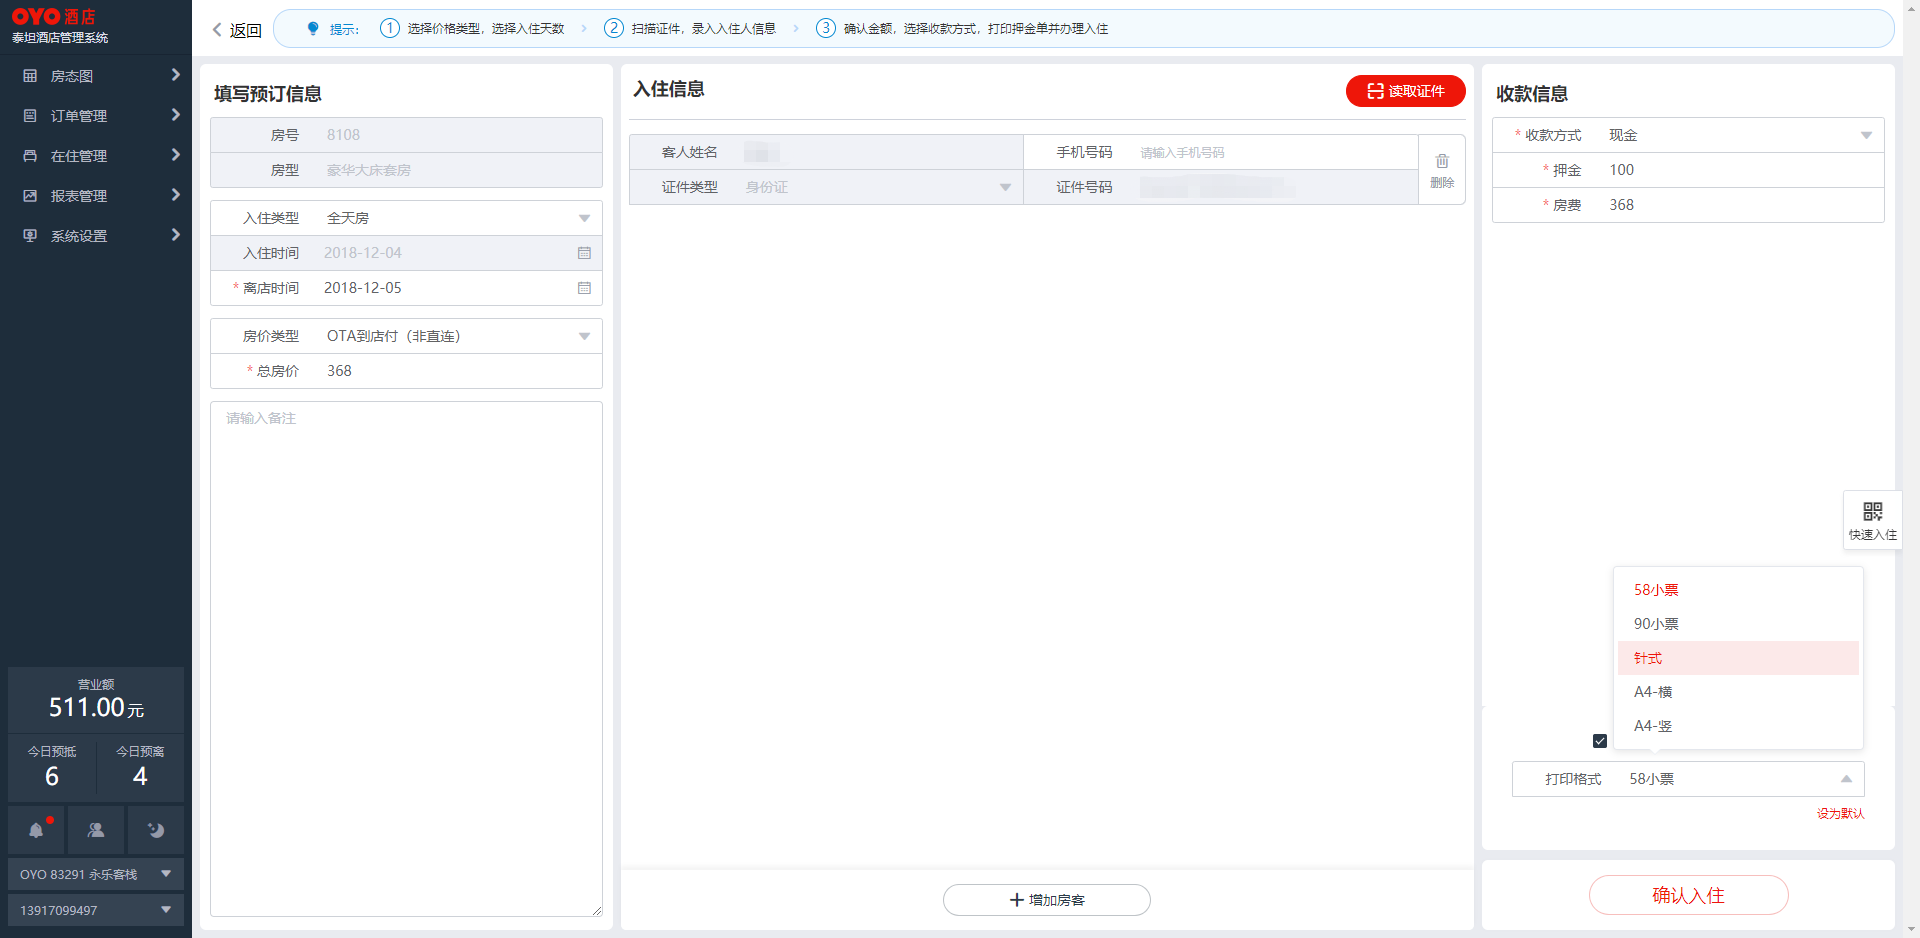 OYO 酒店
泰坦酒店管理系统
房态图
订单管理
在住管理
报表管理
系统设置
营业额
511.00元
今日预抵 今日预离
6 4
OYO 83291 永乐客栈
13917099497
返回
提示: 1 选择价格类型，选择入住天数 2 扫描证件，录入入住人信息 3 确认金额，选择收款方式，打印押金单并办理入住
填写预订信息
房号 8108
房型 豪华大床套房
入住类型 全天房
入住时间 2018-12-04
* 离店时间 2018-12-05
房价类型 OTA到店付（非直连）
* 总房价 368
请输入备注
入住信息
读取证件
客人姓名
手机号码 请输入手机号码
证件类型 身份证
证件号码
删除
增加房客
收款信息
* 收款方式 现金
* 押金 100
* 房费 368
快速入住
58小票
90小票
针式
A4-横
A4-竖
打印格式 58小票
设为默认
确认入住